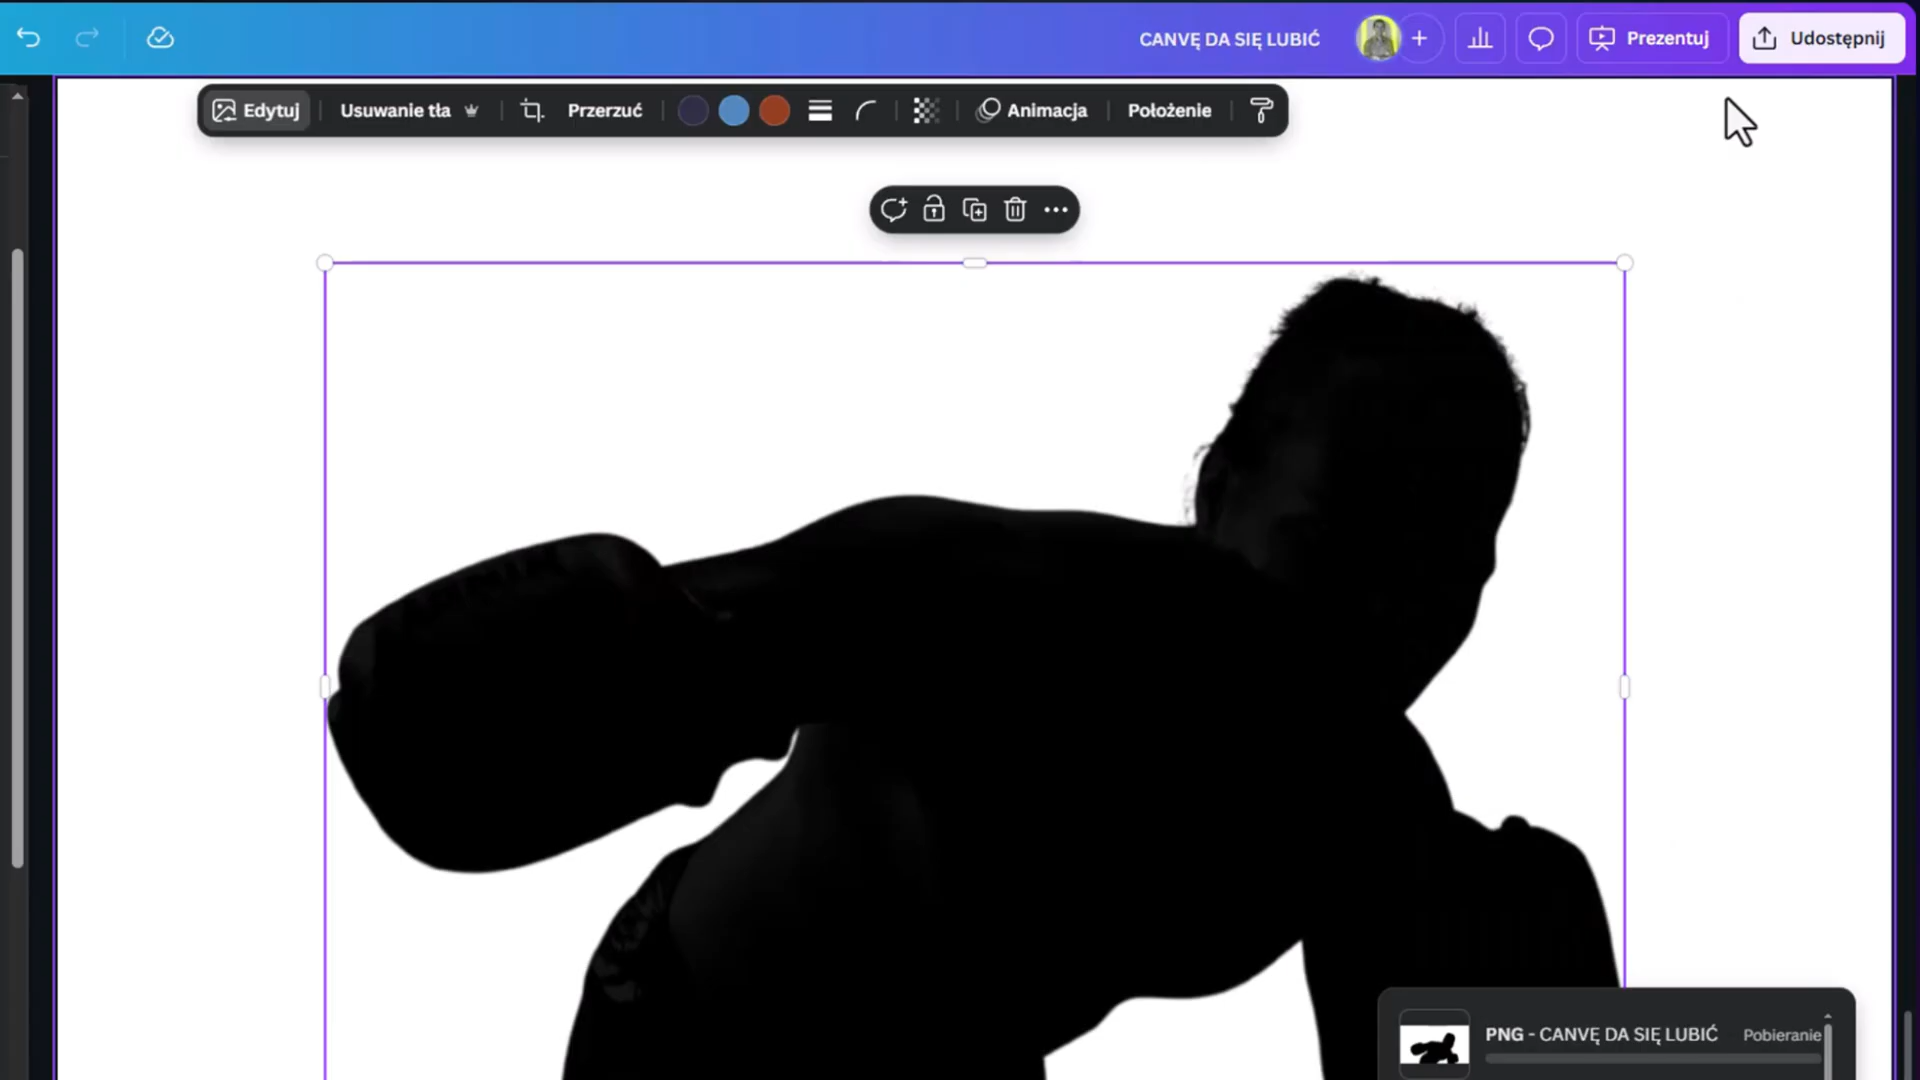 CANVĘ DA SIĘ LUBIĆ
Prezentuj
Udostępnij
Edytuj
Usuwanie tła
Przerzuć
Animacja
Położenie
PNG - CANVĘ DA SIĘ LUBIĆ
Pobieranie